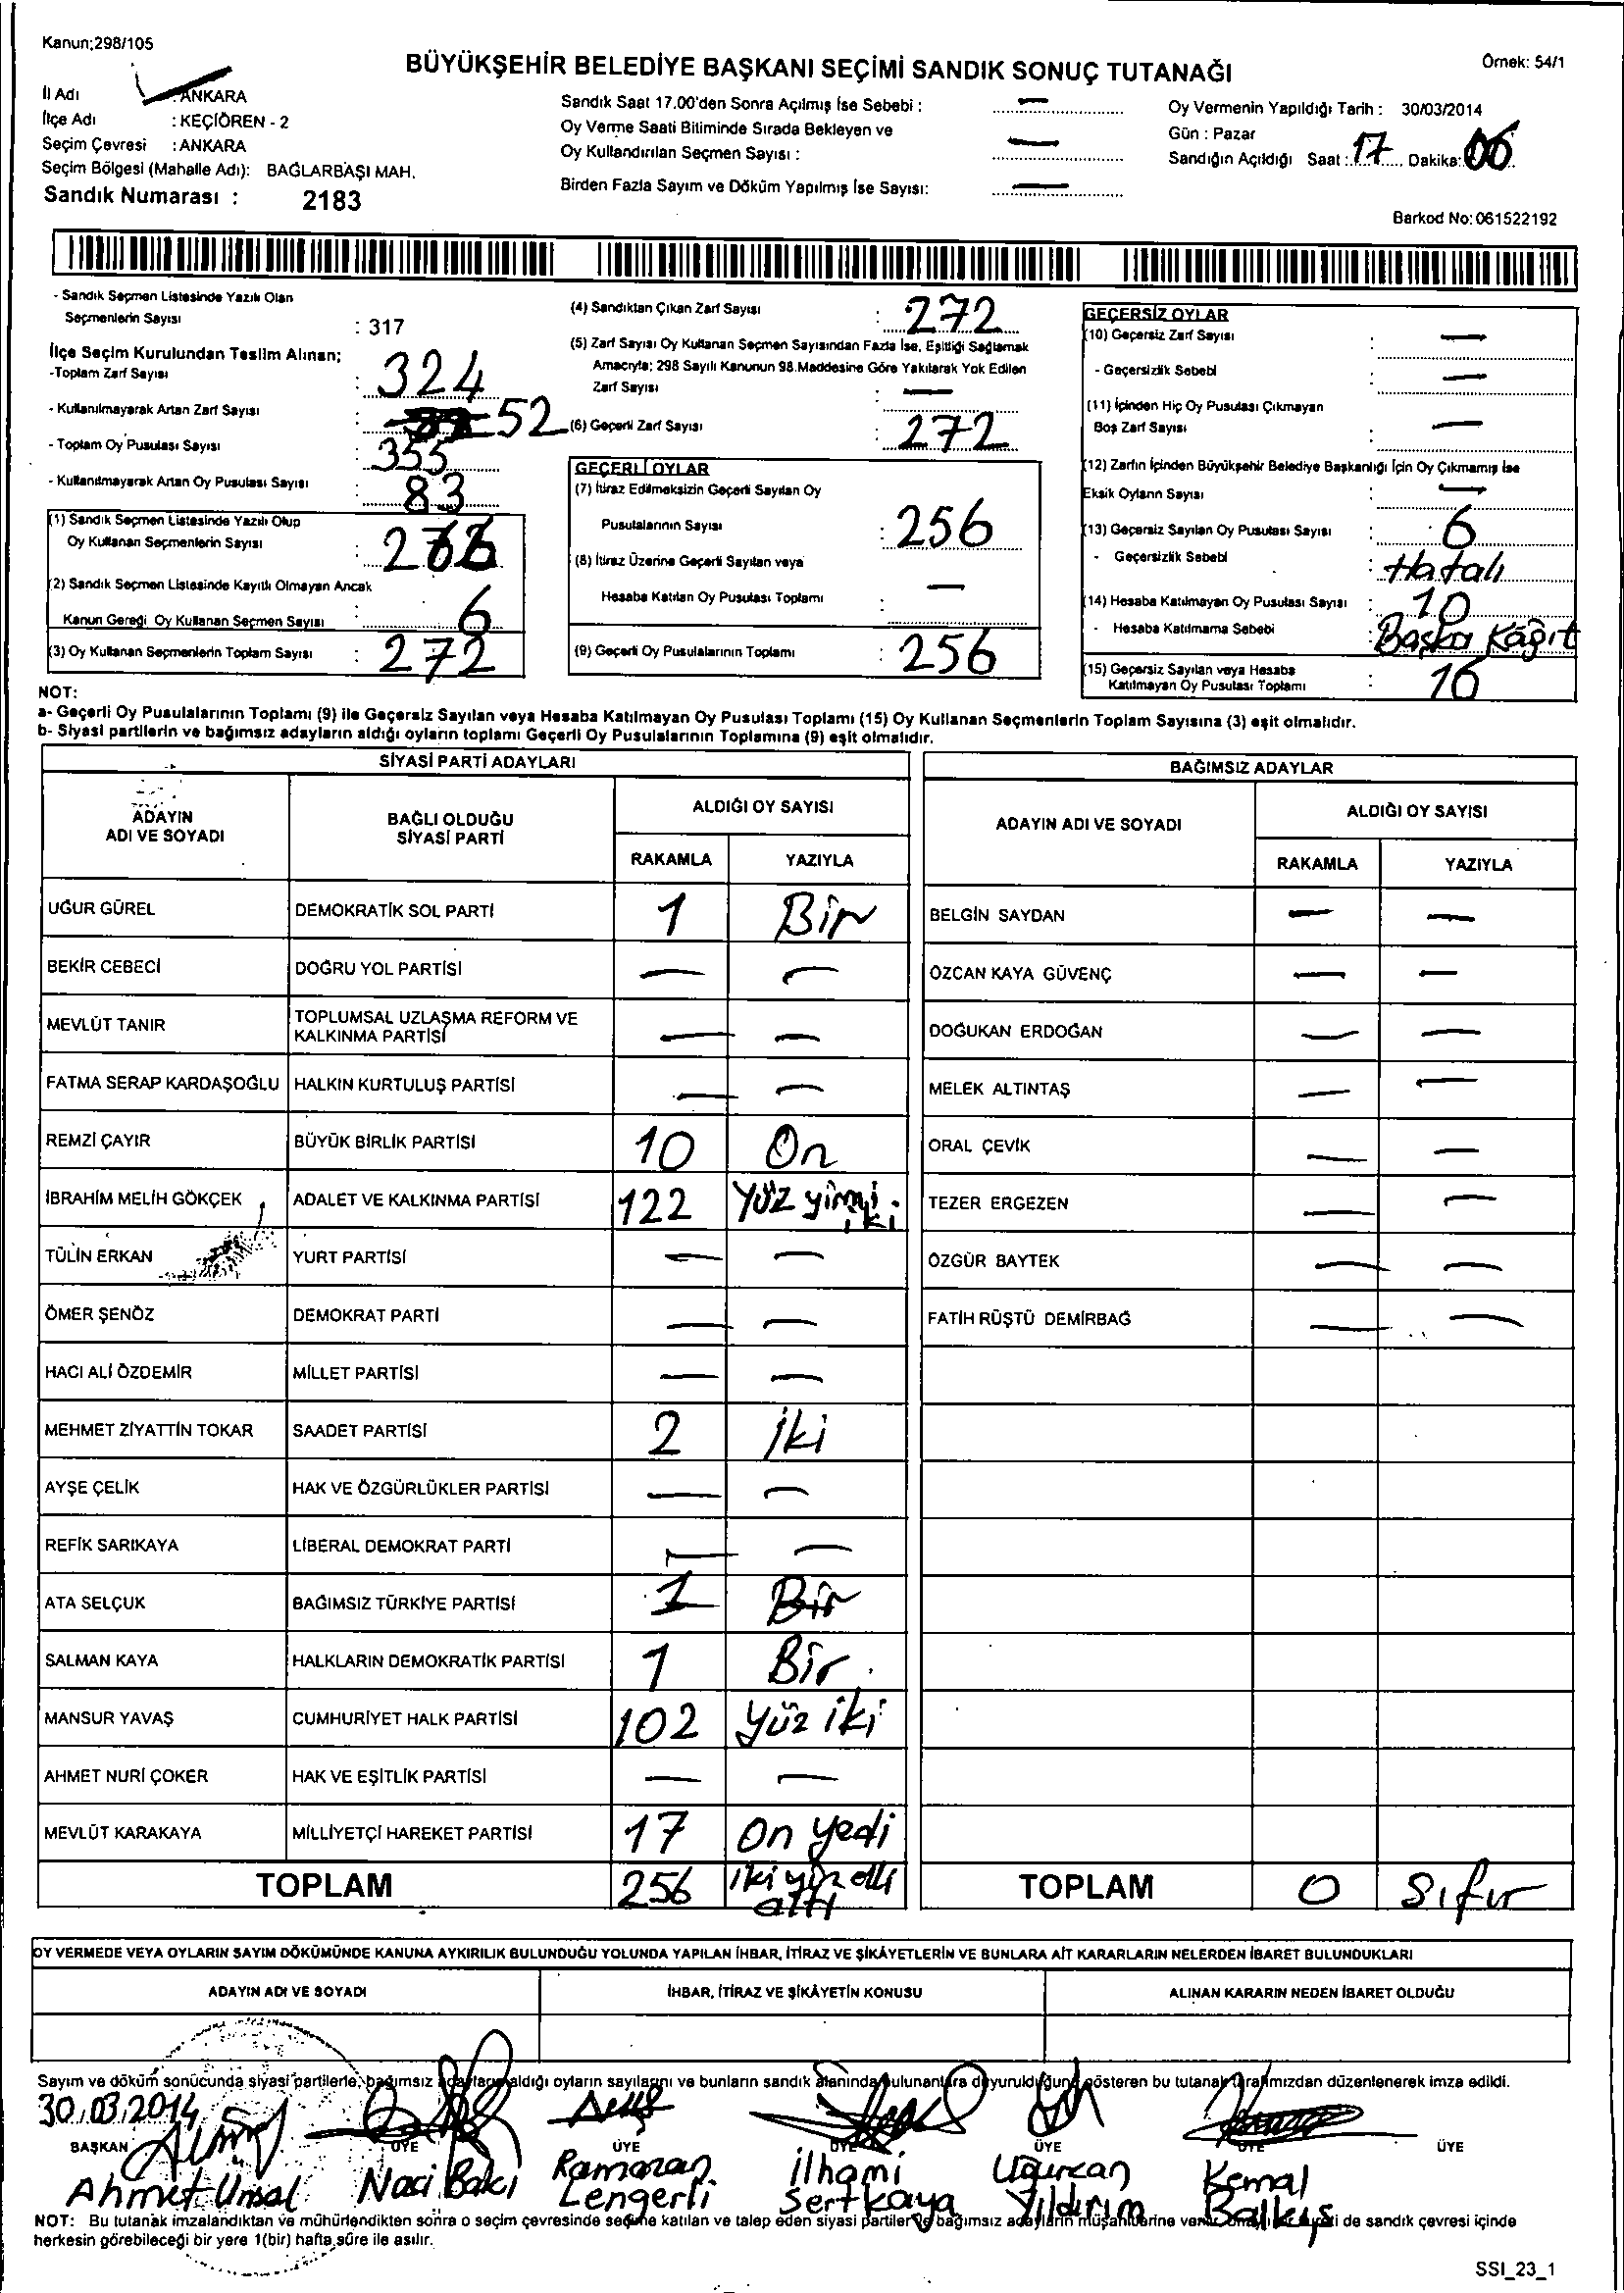 Kanun;298/105
BÜYÜKŞEHİR BELEDİYE BAŞKANI SEÇİMİ SANDIK SONUÇ TUTANAĞI
Örnek: 54/1
İl Adı : ANKARA
İlçe Adı : KEÇİÖREN - 2
Seçim Çevresi : ANKARA
Seçim Bölgesi (Mahalle Adı): BAĞLARBAŞI MAH.
Sandık Numarası : 2183
Sandık Saat 17.00'den Sonra Açılmış İse Sebebi : —
Oy Verme Saati Bitiminde Sırada Bekleyen ve
Oy Kullandırılan Seçmen Sayısı : —
Birden Fazla Sayım ve Döküm Yapılmış İse Sayısı: —
Oy Vermenin Yapıldığı Tarih : 30/03/2014
Gün : Pazar
Sandığın Açıldığı Saat : 17 Dakika: 06
Barkod No: 061522192
- Sandık Seçmen Listesinde Yazılı Olan
Seçmenlerin Sayısı : 317
İlçe Seçim Kurulundan Teslim Alınan;
-Toplam Zarf Sayısı : 324
- Kullanılmayarak Artan Zarf Sayısı : 52
- Toplam Oy Pusulası Sayısı : 355
- Kullanılmayarak Artan Oy Pusulası Sayısı : 83
(1) Sandık Seçmen Listesinde Yazılı Olup
Oy Kullanan Seçmenlerin Sayısı : 266
(2) Sandık Seçmen Listesinde Kayıtlı Olmayan Ancak
Kanun Gereği Oy Kullanan Seçmen Sayısı : 6
(3) Oy Kullanan Seçmenlerin Toplam Sayısı : 272
(4) Sandıktan Çıkan Zarf Sayısı : 272
(5) Zarf Sayısı Oy Kullanan Seçmen Sayısından Fazla İse, Eşitliği Sağlamak
Amacıyla; 298 Sayılı Kanunun 98.Maddesine Göre Yakılarak Yok Edilen
Zarf Sayısı : —
(6) Geçerli Zarf Sayısı : 272
GEÇERLİ OYLAR
(7) İtiraz Edilmeksizin Geçerli Sayılan Oy
Pusulalarının Sayısı : 256
(8) İtiraz Üzerine Geçerli Sayılan veya
Hesaba Katılan Oy Pusulası Toplamı : —
(9) Geçerli Oy Pusulalarının Toplamı : 256
GEÇERSİZ OYLAR
(10) Geçersiz Zarf Sayısı : —
- Geçersizlik Sebebi : —
(11) İçinden Hiç Oy Pusulası Çıkmayan
Boş Zarf Sayısı : —
(12) Zarfın İçinden Büyükşehir Belediye Başkanlığı İçin Oy Çıkmamış İse
Eksik Oyların Sayısı : —
(13) Geçersiz Sayılan Oy Pusulası Sayısı : 6
- Geçersizlik Sebebi : Hatalı
(14) Hesaba Katılmayan Oy Pusulası Sayısı : 10
- Hesaba Katılmama Sebebi : Başka Kağıt
(15) Geçersiz Sayılan veya Hesaba
Katılmayan Oy Pusulası Toplamı : 16
NOT:
a- Geçerli Oy Pusulalarının Toplamı (9) ile Geçersiz Sayılan veya Hesaba Katılmayan Oy Pusulası Toplamı (15) Oy Kullanan Seçmenlerin Toplam Sayısına (3) eşit olmalıdır.
b- Siyasi partilerin ve bağımsız adayların aldığı oyların toplamı Geçerli Oy Pusulalarının Toplamına (9) eşit olmalıdır.
SİYASİ PARTİ ADAYLARI
ADAYIN ADI VE SOYADI
BAĞLI OLDUĞU SİYASİ PARTİ
ALDIĞI OY SAYISI
RAKAMLA YAZIYLA
UĞUR GÜREL DEMOKRATİK SOL PARTİ 1 Bir
BEKİR CEBECİ DOĞRU YOL PARTİSİ — —
MEVLÜT TANIR TOPLUMSAL UZLAŞMA REFORM VE KALKINMA PARTİSİ — —
FATMA SERAP KARDAŞOĞLU HALKIN KURTULUŞ PARTİSİ — —
REMZİ ÇAYIR BÜYÜK BİRLİK PARTİSİ 10 On
İBRAHİM MELİH GÖKÇEK ADALET VE KALKINMA PARTİSİ 122 Yüz yirmi iki
TÜLİN ERKAN YURT PARTİSİ — —
ÖMER ŞENÖZ DEMOKRAT PARTİ — —
HACI ALİ ÖZDEMİR MİLLET PARTİSİ — —
MEHMET ZİYATTİN TOKAR SAADET PARTİSİ 2 İki
AYŞE ÇELİK HAK VE ÖZGÜRLÜKLER PARTİSİ — —
REFİK SARIKAYA LİBERAL DEMOKRAT PARTİ — —
ATA SELÇUK BAĞIMSIZ TÜRKİYE PARTİSİ 1 Bir
SALMAN KAYA HALKLARIN DEMOKRATİK PARTİSİ 1 Bir
MANSUR YAVAŞ CUMHURİYET HALK PARTİSİ 102 Yüz iki
AHMET NURİ ÇOKER HAK VE EŞİTLİK PARTİSİ — —
MEVLÜT KARAKAYA MİLLİYETÇİ HAREKET PARTİSİ 17 On yedi
TOPLAM 256 iki yüz elli altı
BAĞIMSIZ ADAYLAR
ADAYIN ADI VE SOYADI
ALDIĞI OY SAYISI
RAKAMLA YAZIYLA
BELGİN SAYDAN — —
ÖZCAN KAYA GÜVENÇ — —
DOĞUKAN ERDOĞAN — —
MELEK ALTINTAŞ — —
ORAL ÇEVİK — —
TEZER ERGEZEN — —
ÖZGÜR BAYTEK — —
FATİH RÜŞTÜ DEMİRBAĞ — —
TOPLAM 0 Sıfır
OY VERMEDE VEYA OYLARIN SAYIM DÖKÜMÜNDE KANUNA AYKIRILIK BULUNDUĞU YOLUNDA YAPILAN İHBAR, İTİRAZ VE ŞİKÂYETLERİN VE BUNLARA AİT KARARLARIN NELERDEN İBARET BULUNDUKLARI
ADAYIN ADI VE SOYADI İHBAR, İTİRAZ VE ŞİKÂYETİN KONUSU ALINAN KARARIN NEDEN İBARET OLDUĞU
Sayım ve döküm sonucunda siyasi partilerle, bağımsız adayların aldığı oyların sayılarını ve bunların sandık alanında bulunanlara duyurulduğunu gösteren bu tutanak tarafımızdan düzenlenerek imza edildi.
30.03.2014
BAŞKAN ÜYE ÜYE ÜYE ÜYE ÜYE ÜYE
Ahmet Ünsal Naci Bakcı Ramazan Lengerli İlhami Sertkaya Uğurcan Yıldırım Kemal Balkış
NOT: Bu tutanak imzalandıktan ve mühürlendikten sonra o seçim çevresinde seçime katılan ve talep eden siyasi partiler ve bağımsız adayların müşahitlerine verilir, onaylı bir sureti de sandık çevresi içinde
herkesin görebileceği bir yere 1(bir) hafta süre ile asılır.
SSI_23_1